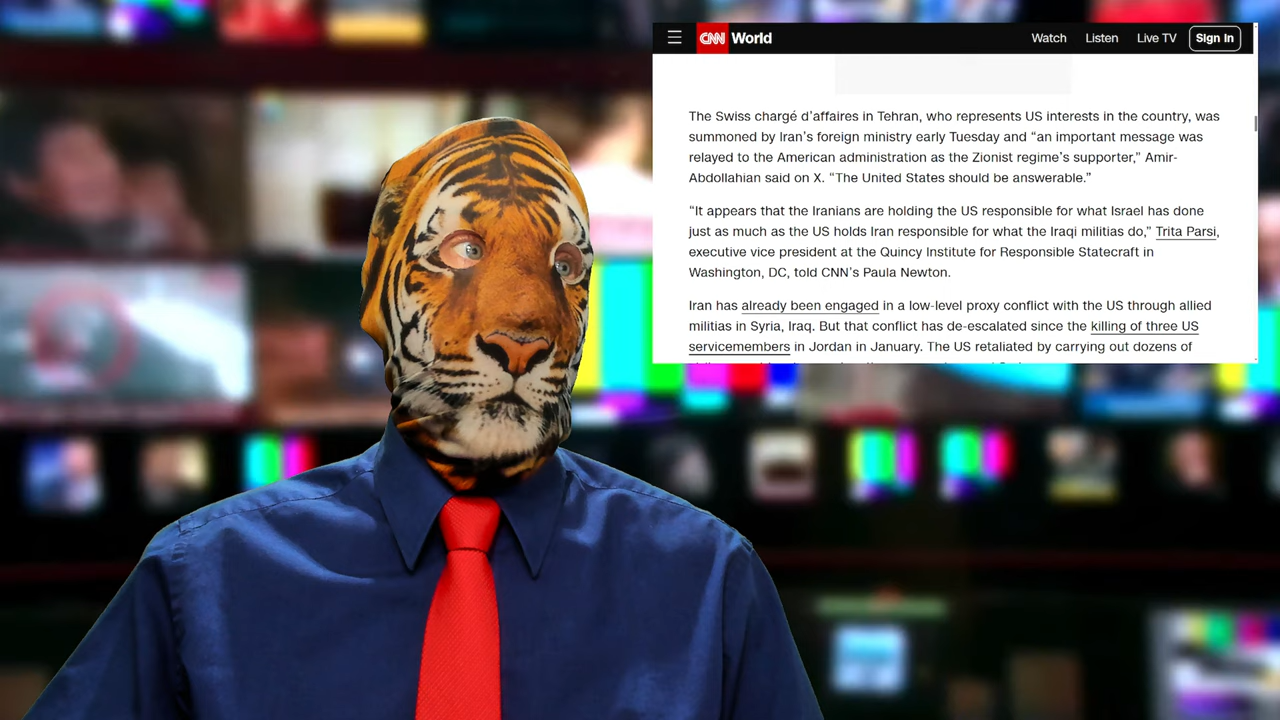 CNN World
Watch Listen Live TV Sign In
The Swiss chargé d'affaires in Tehran, who represents US interests in the country, was
summoned by Iran's foreign ministry early Tuesday and “an important message was
relayed to the American administration as the Zionist regime's supporter,” Amir-
Abdollahian said on X. “The United States should be answerable.”
“It appears that the Iranians are holding the US responsible for what Israel has done
just as much as the US holds Iran responsible for what the Iraqi militias do,” Trita Parsi,
executive vice president at the Quincy Institute for Responsible Statecraft in
Washington, DC, told CNN's Paula Newton.
Iran has already been engaged in a low-level proxy conflict with the US through allied
militias in Syria, Iraq. But that conflict has de-escalated since the killing of three US
servicemembers in Jordan in January. The US retaliated by carrying out dozens of